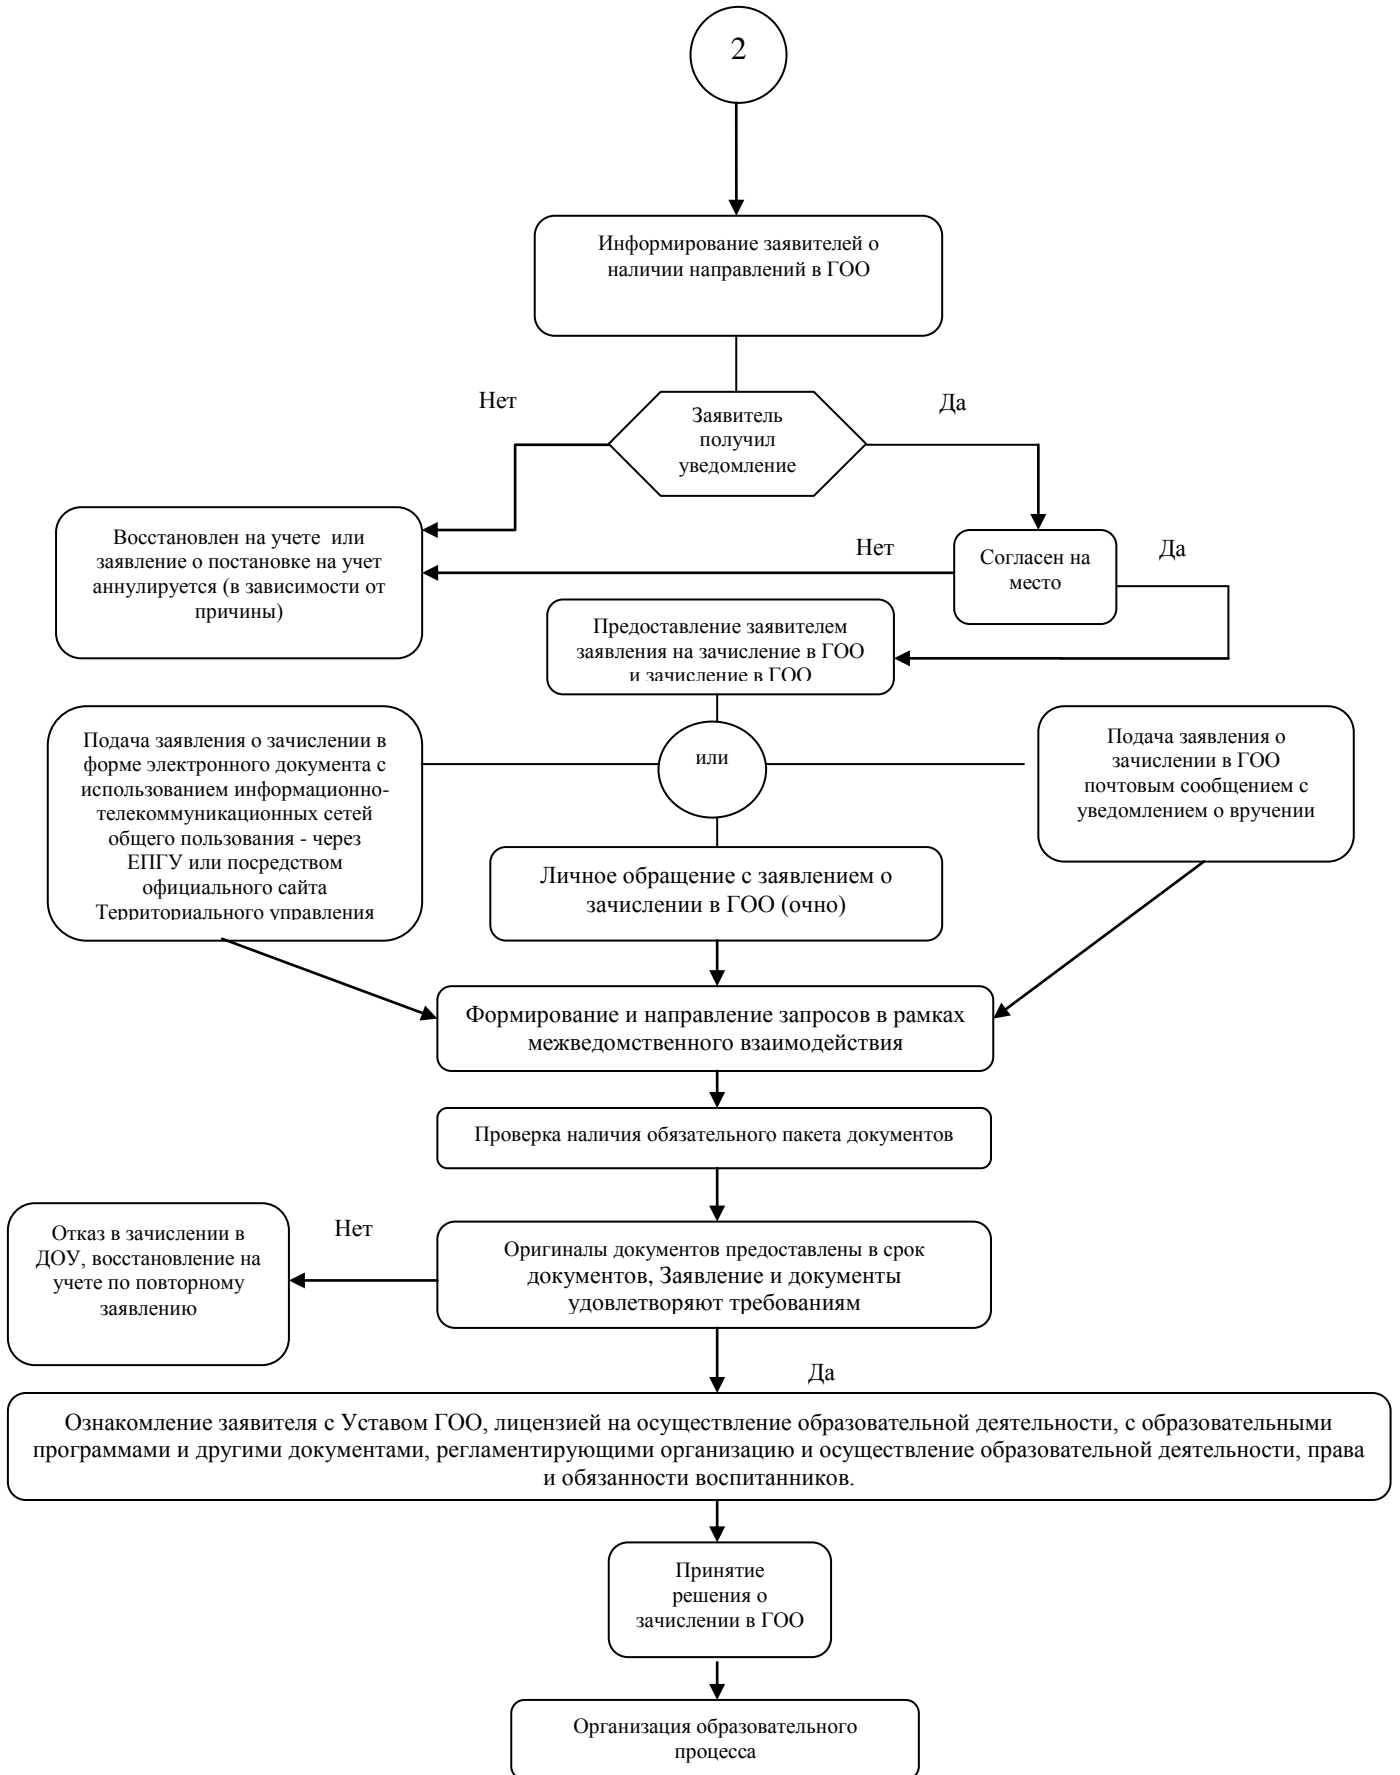 2
Информирование заявителей о
наличии направлений в ГОО
Нет
Да
Заявитель
получил
уведомление
Восстановлен на учете или
заявление о постановке на учет
аннулируется (в зависимости от
причины)
Нет
Согласен на
место
Да
Предоставление заявителем
заявления на зачисление в ГОО
и зачисление в ГОО
Подача заявления о зачислении в
форме электронного документа с
использованием информационно-
телекоммуникационных сетей
общего пользования - через
ЕПГУ или посредством
официального сайта
Территориального управления
или
Подача заявления о
зачислении в ГОО
почтовым сообщением с
уведомлением о вручении
Личное обращение с заявлением о
зачислении в ГОО (очно)
Формирование и направление запросов в рамках
межведомственного взаимодействия
Проверка наличия обязательного пакета документов
Отказ в зачислении в
ДОУ, восстановление на
учете по повторному
заявлению
Нет
Оригиналы документов предоставлены в срок
документов, Заявление и документы
удовлетворяют требованиям
Да
Ознакомление заявителя с Уставом ГОО, лицензией на осуществление образовательной деятельности, с образовательными
программами и другими документами, регламентирующими организацию и осуществление образовательной деятельности, права
и обязанности воспитанников.
Принятие
решения о
зачислении в ГОО
Организация образовательного
процесса